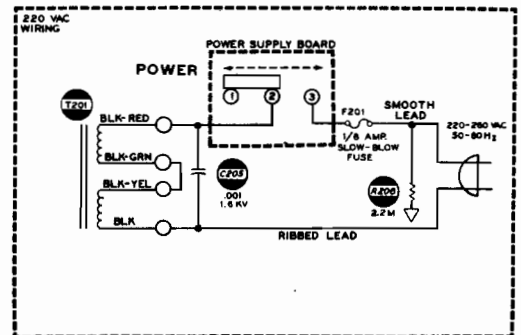 220 VAC
WIRING
POWER SUPPLY BOARD
POWER
1 2 3
T201
BLK-RED
BLK-GRN
BLK-YEL
BLK
C205
.001
1.6 KV
F201
1/8 AMP.
SLOW-BLOW
FUSE
SMOOTH
LEAD
220-260 VAC
50-60 Hz
R206
2.2M
RIBBED LEAD